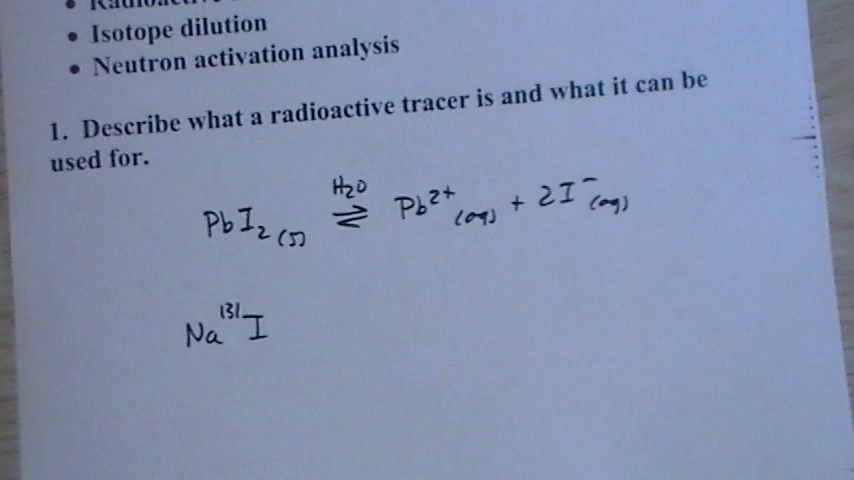 • Isotope dilution
• Neutron activation analysis
1. Describe what a radioactive tracer is and what it can be
used for.
PbI₂(s) ⇌ Pb²⁺(aq) + 2I⁻(aq)
H₂O
Na¹³¹I